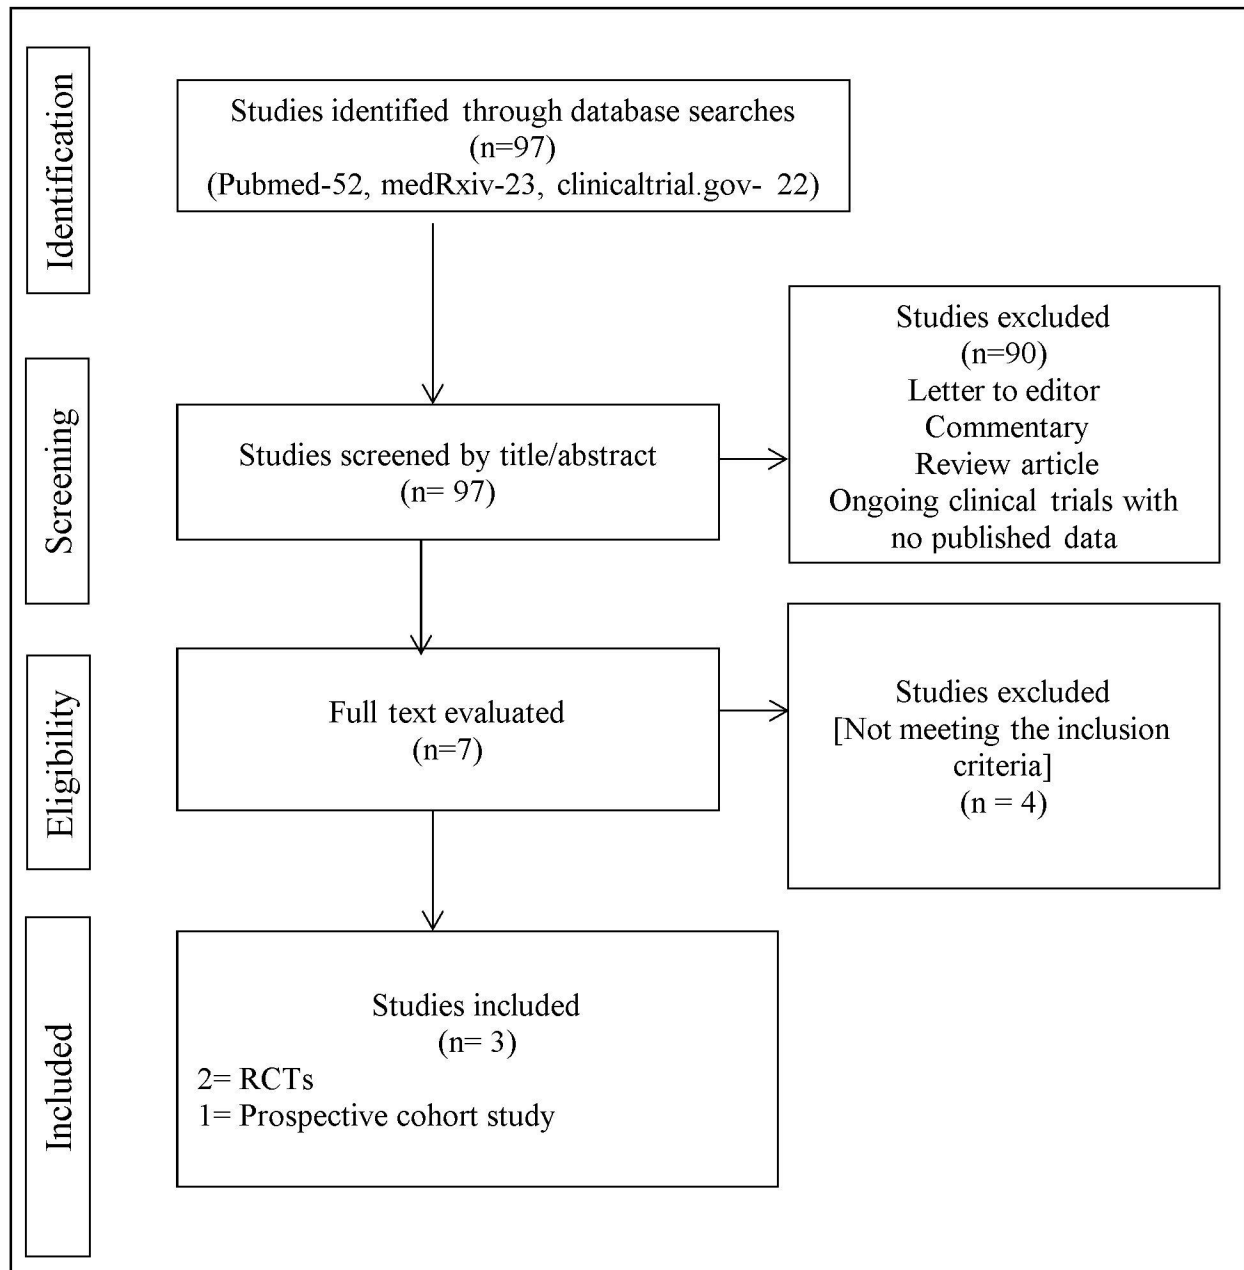 Identification
Studies identified through database searches
(n=97)
(Pubmed-52, medRxiv-23, clinicaltrial.gov- 22)
Screening
Studies screened by title/abstract
(n= 97)
Studies excluded
(n=90)
Letter to editor
Commentary
Review article
Ongoing clinical trials with
no published data
Eligibility
Full text evaluated
(n=7)
Studies excluded
[Not meeting the inclusion
criteria]
(n = 4)
Included
Studies included
(n= 3)
2= RCTs
1= Prospective cohort study